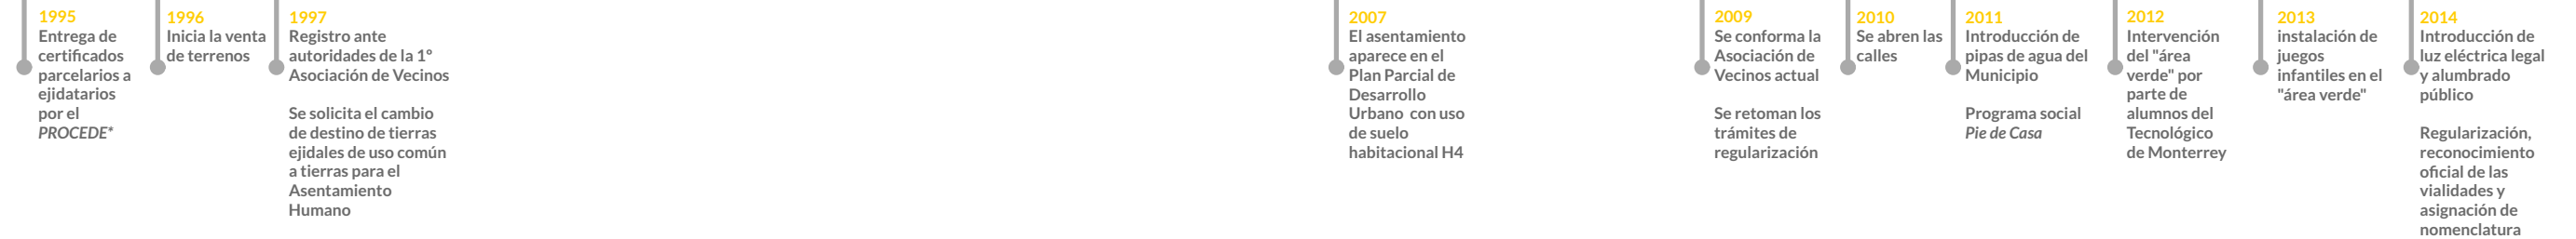 1995
Entrega de
certificados
parcelarios a
ejidatarios
por el
PROCEDE*
1996
Inicia la venta
de terrenos
1997
Registro ante
autoridades de la 1°
Asociación de Vecinos
Se solicita el cambio
de destino de tierras
ejidales de uso común
a tierras para el
Asentamiento
Humano
2007
El asentamiento
aparece en el
Plan Parcial de
Desarrollo
Urbano con uso
de suelo
habitacional H4
2009
Se conforma la
Asociación de
Vecinos actual
Se retoman los
trámites de
regularización
2010
Se abren las
calles
2011
Introducción de
pipas de agua del
Municipio
Programa social
Pie de Casa
2012
Intervención
del "área
verde" por
parte de
alumnos del
Tecnológico
de Monterrey
2013
instalación de
juegos
infantiles en el
"área verde"
2014
Introducción de
luz eléctrica legal
y alumbrado
público
Regularización,
reconocimiento
oficial de las
vialidades y
asignación de
nomenclatura